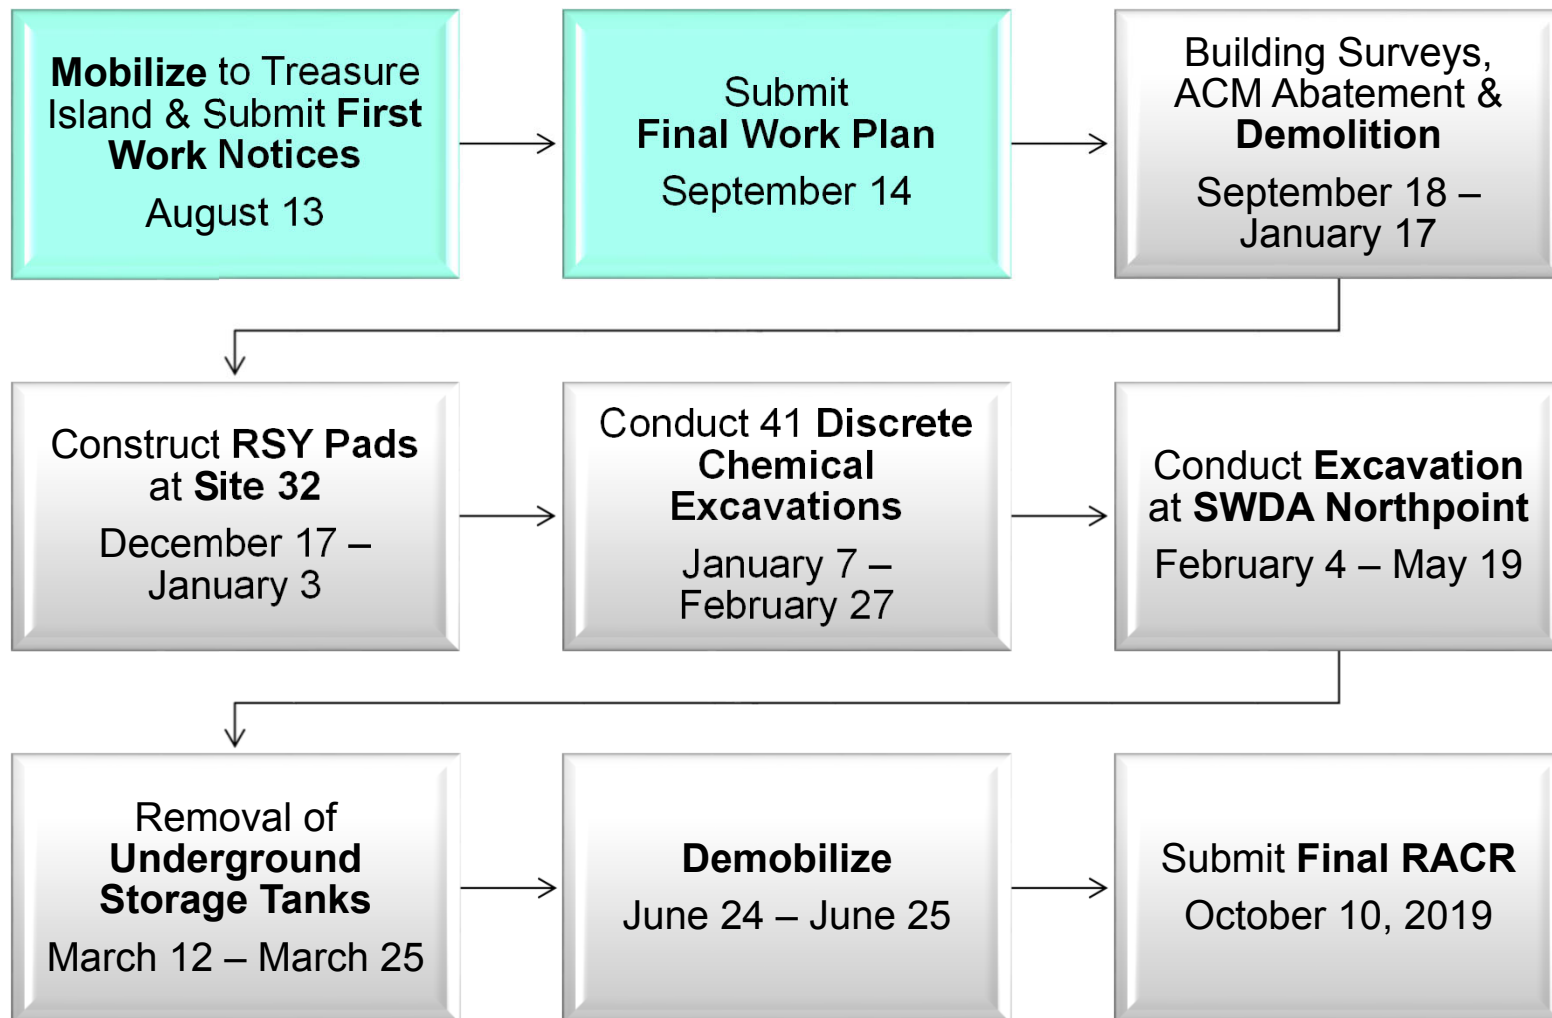 Mobilize to Treasure
Island & Submit First
Work Notices
August 13
Submit
Final Work Plan
September 14
Building Surveys,
ACM Abatement &
Demolition
September 18 –
January 17
Construct RSY Pads
at Site 32
December 17 –
January 3
Conduct 41 Discrete
Chemical
Excavations
January 7 –
February 27
Conduct Excavation
at SWDA Northpoint
February 4 – May 19
Removal of
Underground
Storage Tanks
March 12 – March 25
Demobilize
June 24 – June 25
Submit Final RACR
October 10, 2019